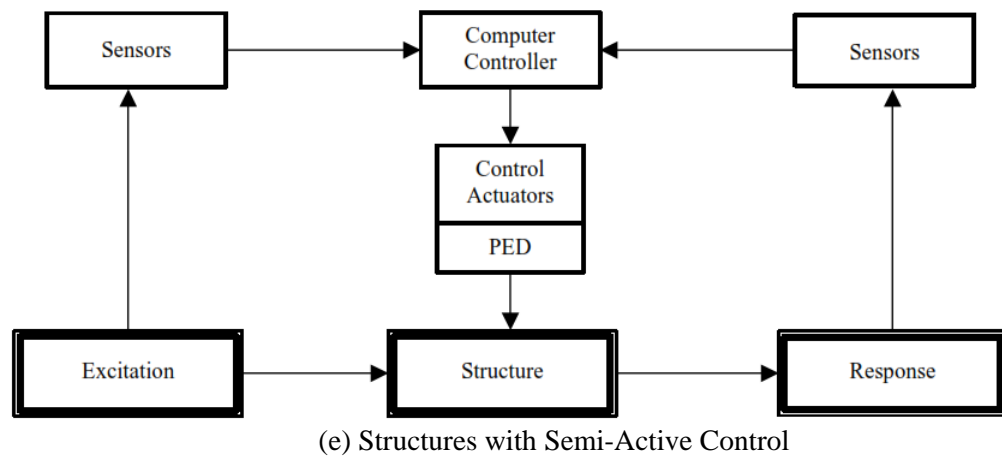 Sensors
Computer
Controller
Sensors
Control
Actuators
PED
Excitation
Structure
Response
(e) Structures with Semi-Active Control